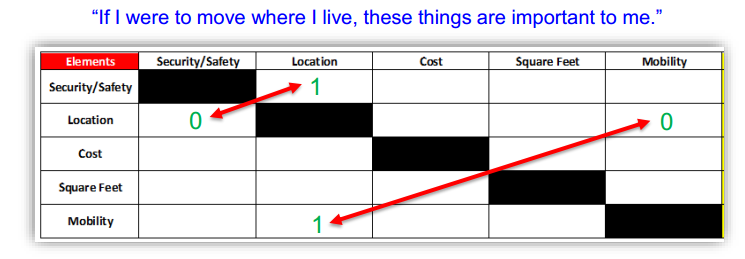 “If I were to move where I live, these things are important to me.”
Elements Security/Safety Location Cost Square Feet Mobility
Security/Safety 1
Location 0 0
Cost
Square Feet
Mobility 1